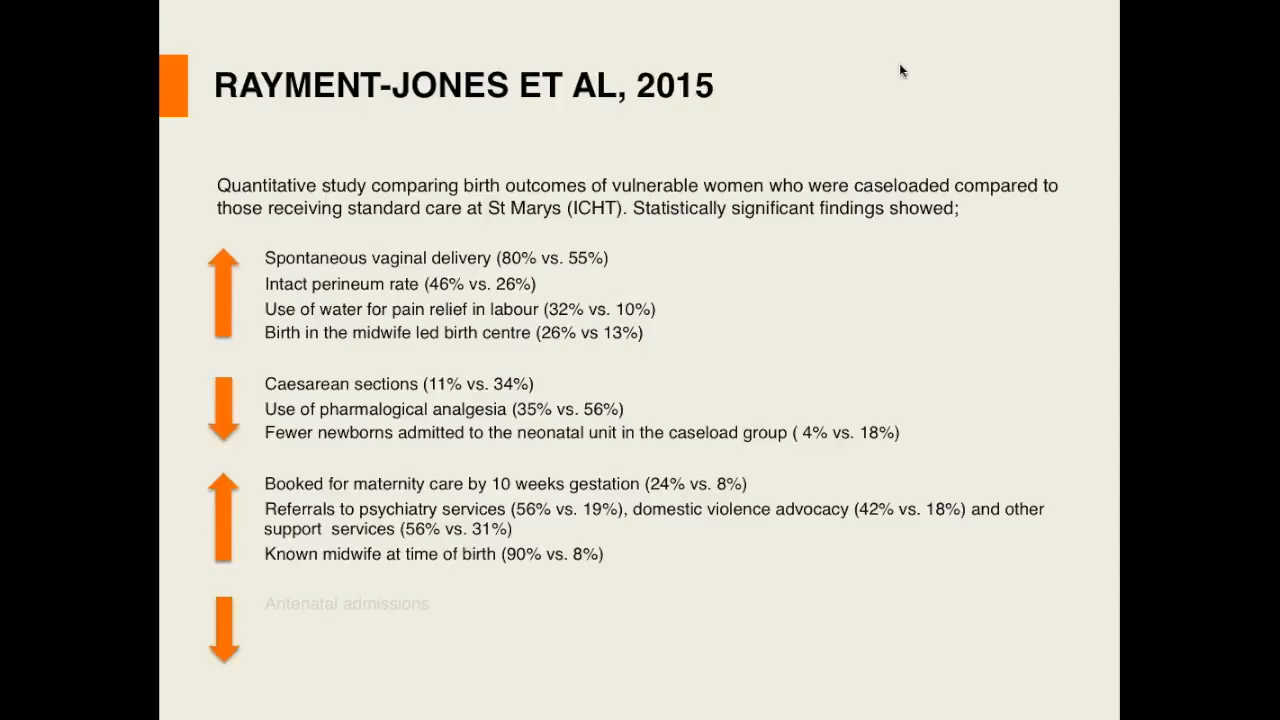 RAYMENT-JONES ET AL, 2015
Quantitative study comparing birth outcomes of vulnerable women who were caseloaded compared to
those receiving standard care at St Marys (ICHT). Statistically significant findings showed;
Spontaneous vaginal delivery (80% vs. 55%)
Intact perineum rate (46% vs. 26%)
Use of water for pain relief in labour (32% vs. 10%)
Birth in the midwife led birth centre (26% vs 13%)
Caesarean sections (11% vs. 34%)
Use of pharmalogical analgesia (35% vs. 56%)
Fewer newborns admitted to the neonatal unit in the caseload group ( 4% vs. 18%)
Booked for maternity care by 10 weeks gestation (24% vs. 8%)
Referrals to psychiatry services (56% vs. 19%), domestic violence advocacy (42% vs. 18%) and other
support  services (56% vs. 31%)
Known midwife at time of birth (90% vs. 8%)
Antenatal admissions